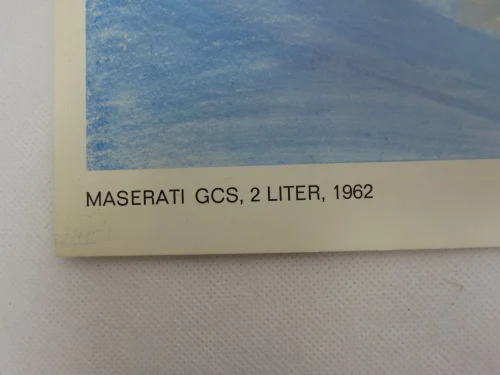 MASERATI GCS, 2 LITER, 1962